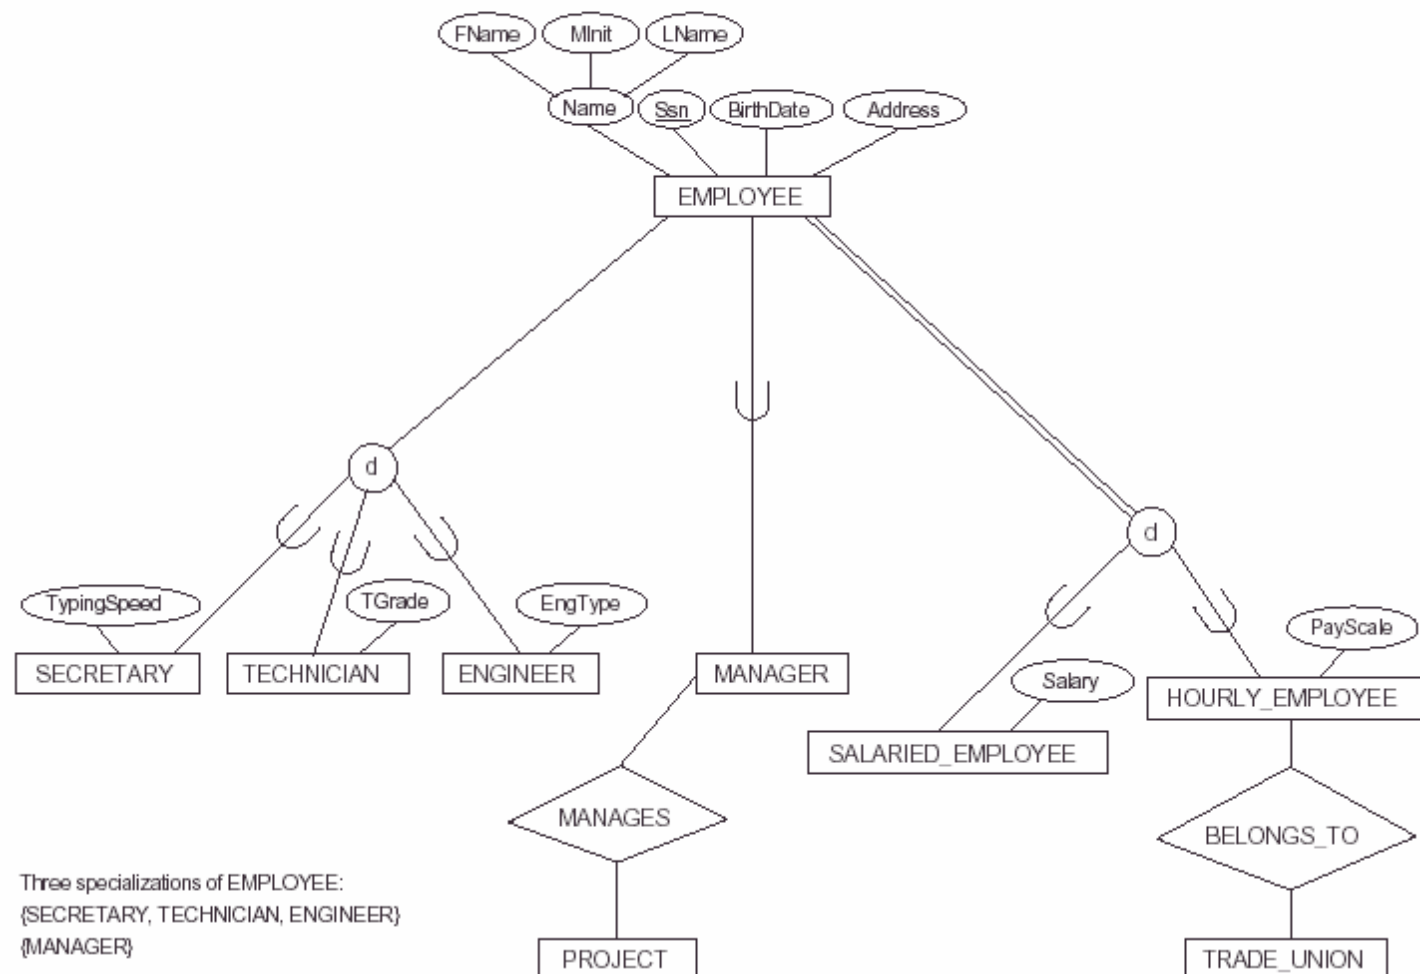 FName MInit LName
Name Ssn BirthDate Address
EMPLOYEE
d
d
TypingSpeed TGrade EngType
PayScale
SECRETARY TECHNICIAN ENGINEER MANAGER
Salary
HOURLY_EMPLOYEE
SALARIED_EMPLOYEE
MANAGES
BELONGS_TO
Three specializations of EMPLOYEE:
{SECRETARY, TECHNICIAN, ENGINEER}
{MANAGER}
PROJECT
TRADE_UNION